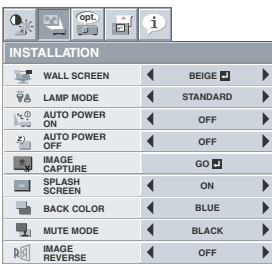 opt.
i
INSTALLATION
WALL SCREEN BEIGE
LAMP MODE STANDARD
AUTO POWER ON OFF
AUTO POWER OFF OFF
IMAGE CAPTURE GO
SPLASH SCREEN ON
BACK COLOR BLUE
MUTE MODE BLACK
IMAGE REVERSE OFF